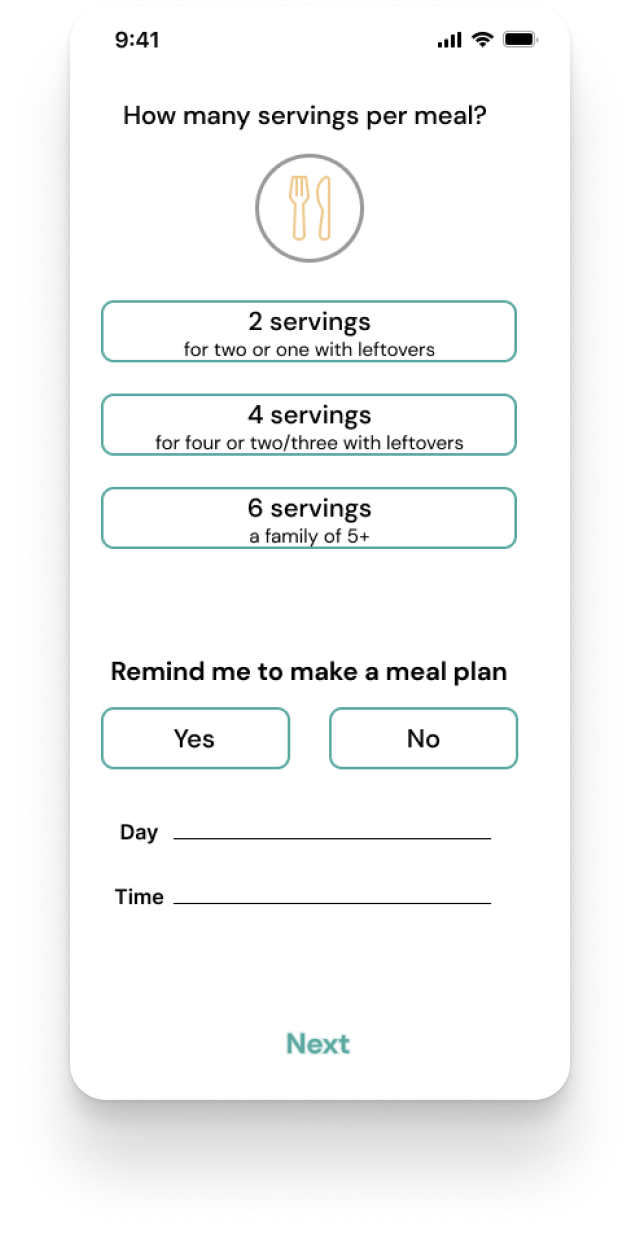 9:41
How many servings per meal?
2 servings
for two or one with leftovers
4 servings
for four or two/three with leftovers
6 servings
a family of 5+
Remind me to make a meal plan
Yes No
Day
Time
Next